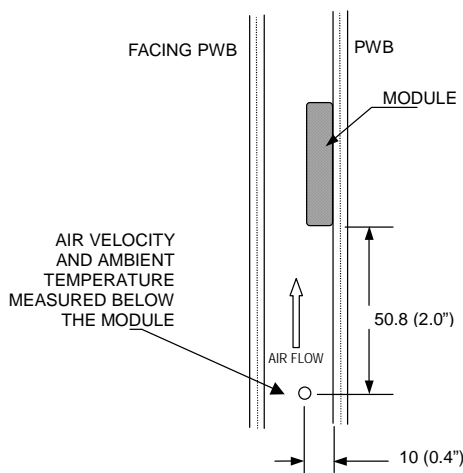 FACING PWB
PWB
MODULE
AIR VELOCITY
AND AMBIENT
TEMPERATURE
MEASURED BELOW
THE MODULE
50.8 (2.0”)
AIR FLOW
10 (0.4”)